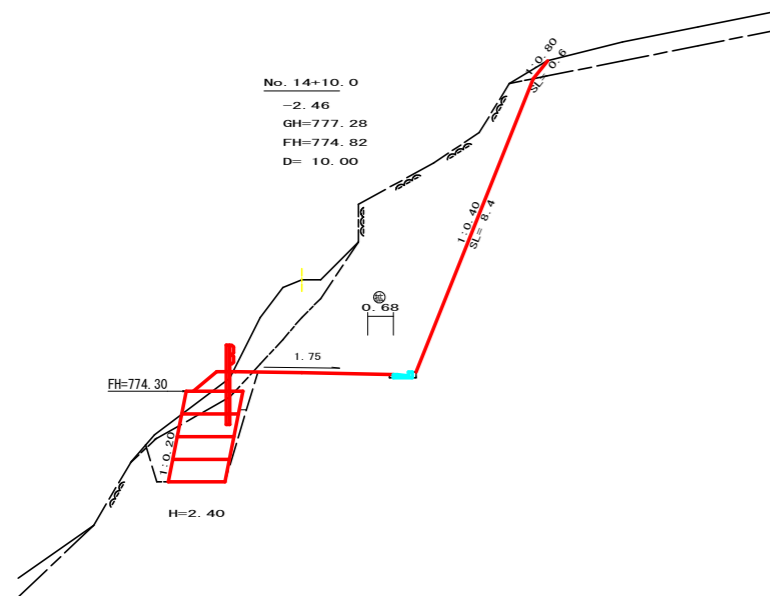 1:0.80
SL= 0.6
No. 14+10.0
-2.46
GH=777.28
FH=774.82
D= 10.00
1:0.40
SL= 8.4
拡
0.68
1.75
FH=774.30
1:0.20
H=2.40